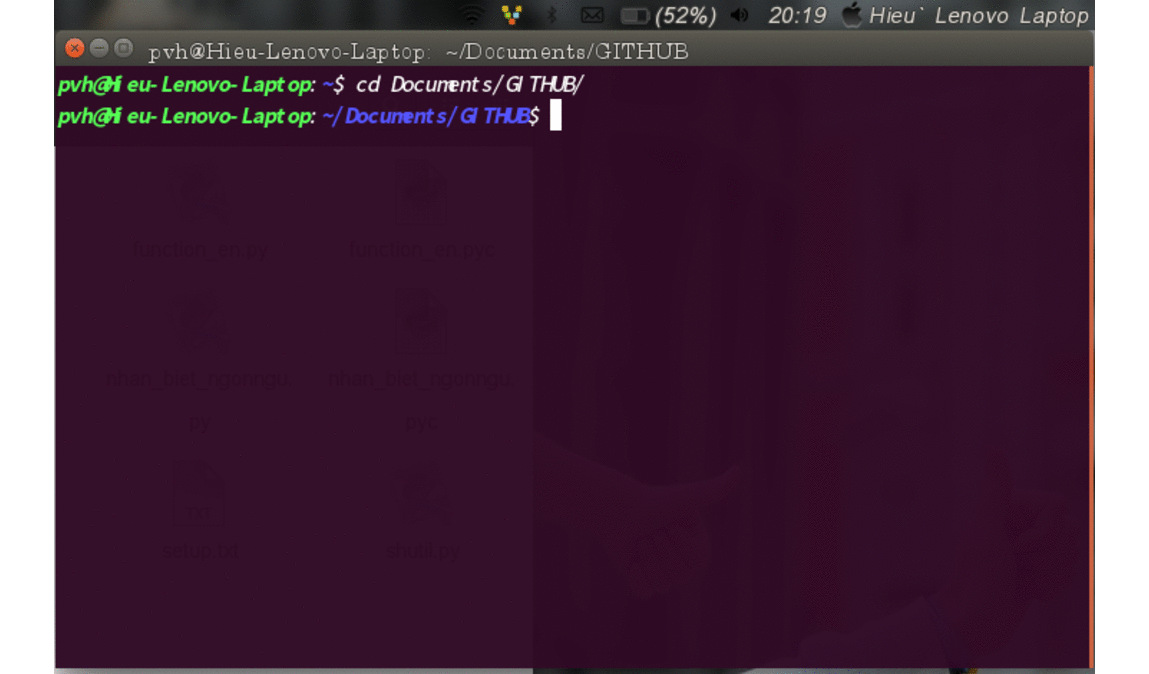 (52%) 20:19 Hieu` Lenovo Laptop
pvh@Hieu-Lenovo-Laptop: ~/Documents/GITHUB
pvh@Hieu-Lenovo-Laptop:~$ cd Documents/GITHUB/
pvh@Hieu-Lenovo-Laptop:~/Documents/GITHUB$
function_en.py function_en.pyc
nhan_biet_ngonngu. nhan_biet_ngonngu.
py pyc
TXT
setup.txt shutil.py